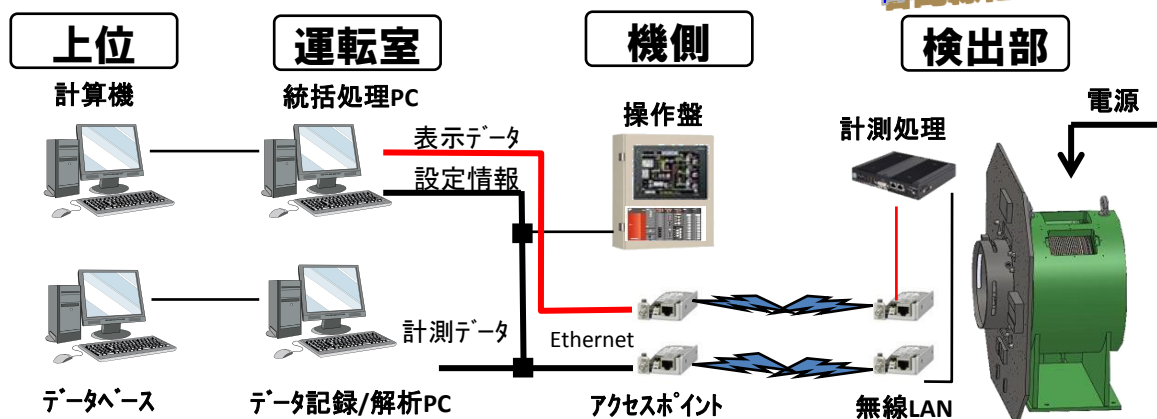 上位
運転室
機側
検出部
計算機
統括処理PC
操作盤
計測処理
電源
表示データ
設定情報
計測データ
Ethernet
データベース
データ記録/解析PC
アクセスポイント
無線LAN